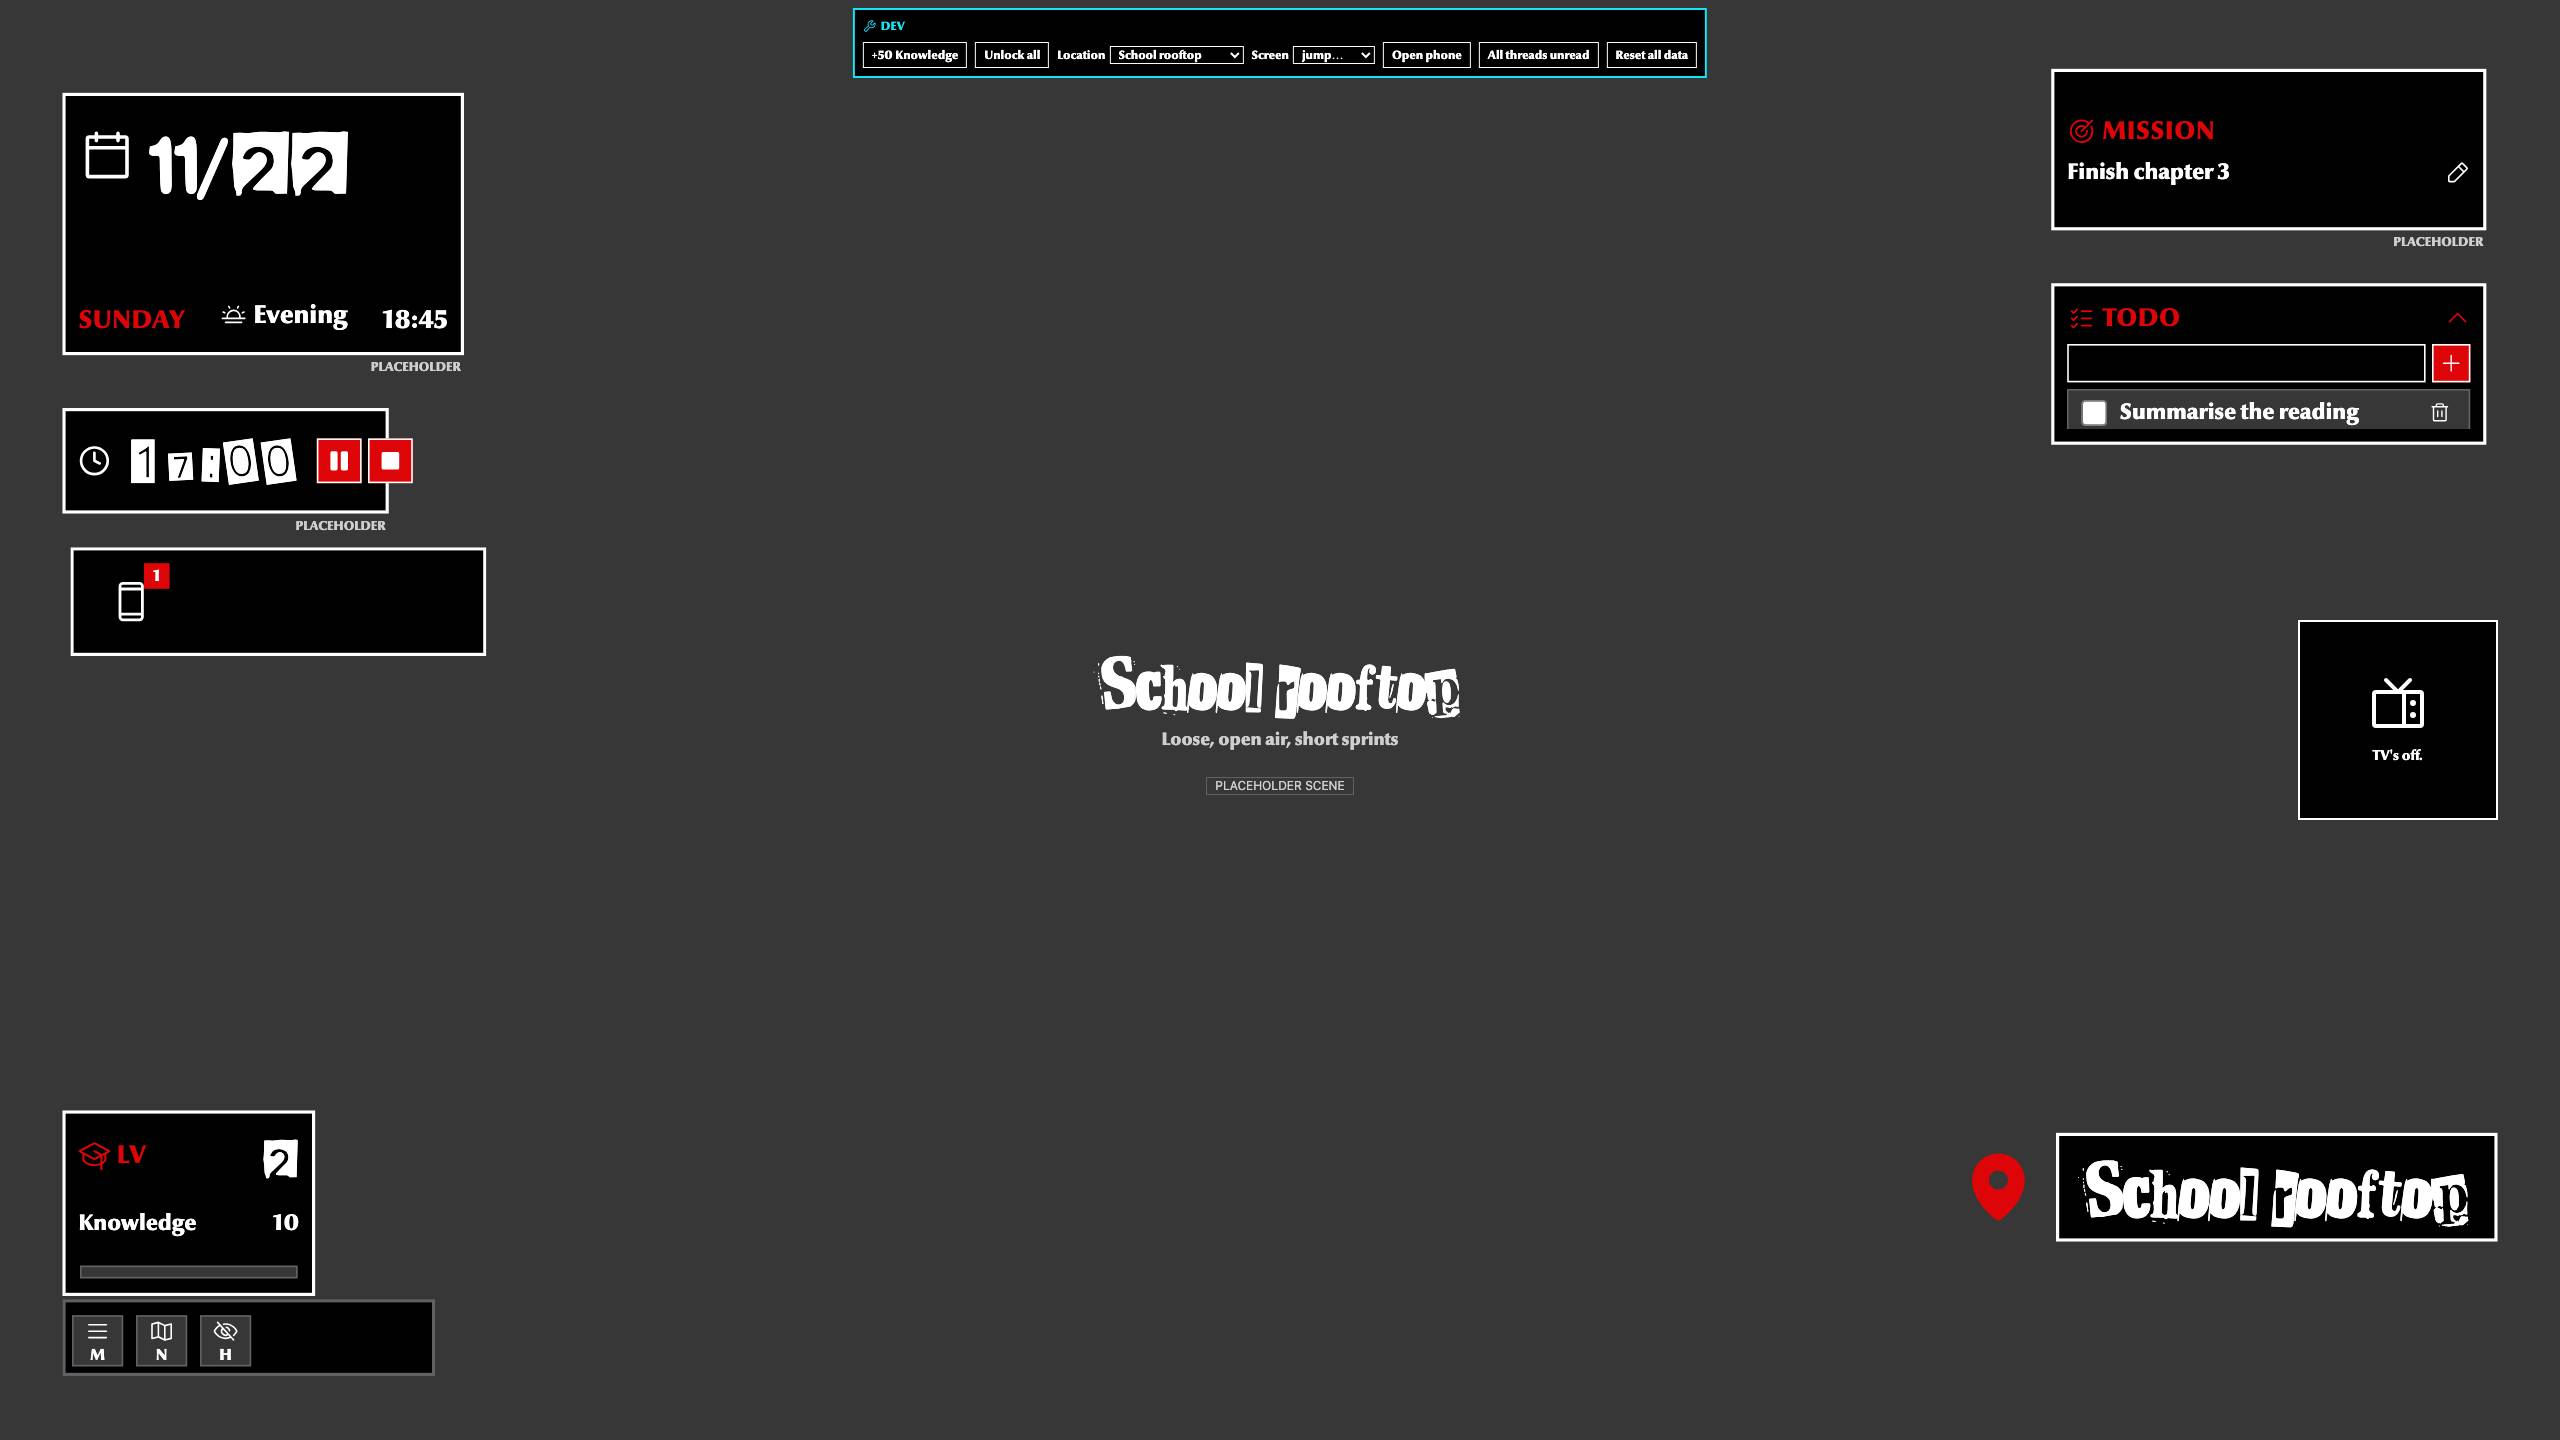 DEV
+50 Knowledge Unlock all Location School rooftop Screen jump... Open phone All threads unread Reset all data
11/22
SUNDAY Evening 18:45
PLACEHOLDER
17:00
PLACEHOLDER
1
MISSION
Finish chapter 3
PLACEHOLDER
TODO
Summarise the reading
School rooftop
Loose, open air, short sprints
PLACEHOLDER SCENE
TV's off.
LV 2
Knowledge 10
M N H
School rooftop